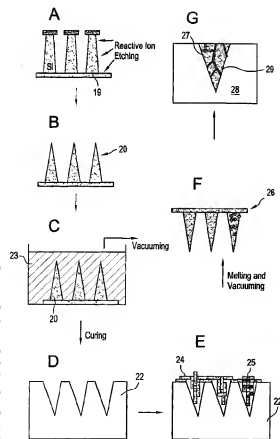 A
Reactive Ion
Etching
Si
19
B
20
C
Vacuuming
23
20
Curing
D
22
E
24
25
22
Melting and
Vacuuming
F
26
G
27
29
28